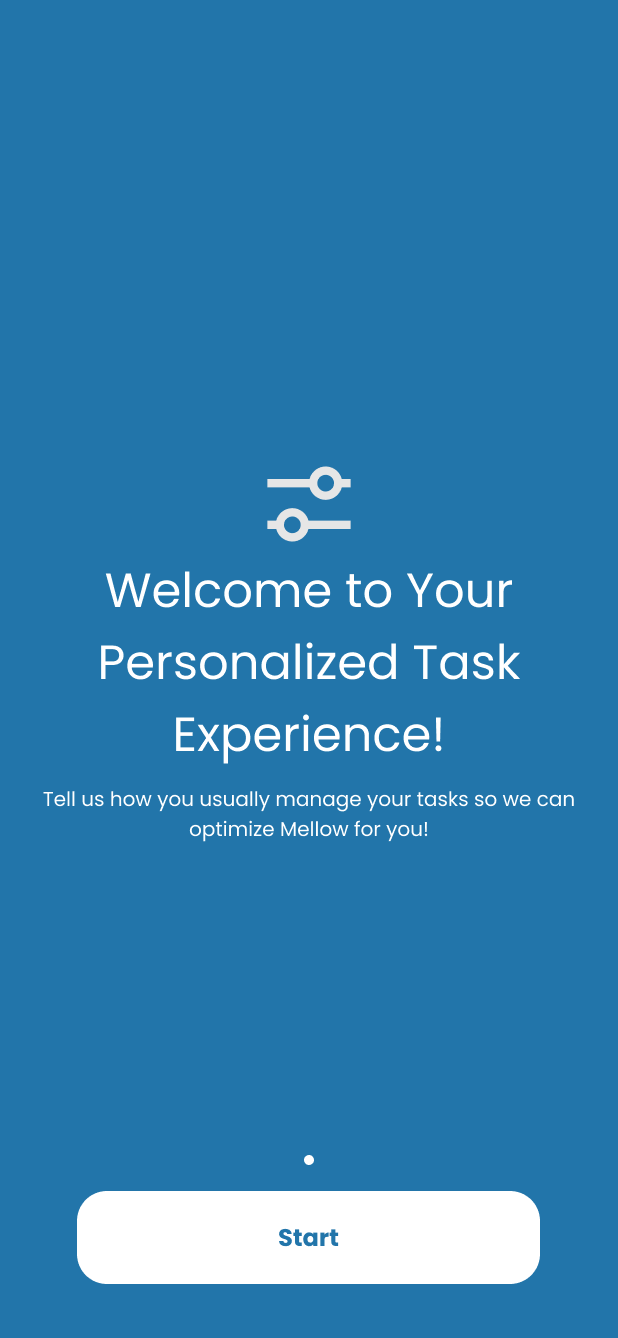 Welcome to Your
Personalized Task
Experience!
Tell us how you usually manage your tasks so we can
optimize Mellow for you!
Start